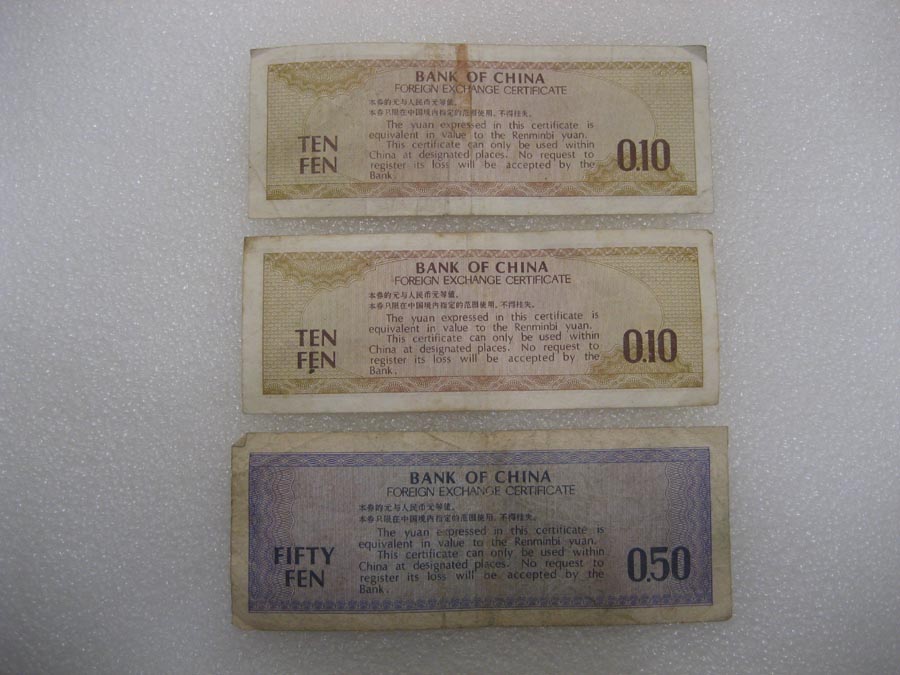 BANK OF CHINA
FOREIGN EXCHANGE CERTIFICATE
本券的元与人民币元等值。
本券只限在中国境内指定的范围使用,不得挂失。
The yuan expressed in this certificate is
equivalent in value to the Renminbi yuan.
This certificate can only be used within
China at designated places. No request to
register its loss will be accepted by the
Bank.
TEN
FEN
0.10
BANK OF CHINA
FOREIGN EXCHANGE CERTIFICATE
本券的元与人民币元等值。
本券只限在中国境内指定的范围使用,不得挂失。
The yuan expressed in this certificate is
equivalent in value to the Renminbi yuan.
This certificate can only be used within
China at designated places. No request to
register its loss will be accepted by the
Bank.
TEN
FEN
0.10
BANK OF CHINA
FOREIGN EXCHANGE CERTIFICATE
本券的元与人民币元等值。
本券只限在中国境内指定的范围使用,不得挂失。
The yuan expressed in this certificate is
equivalent in value to the Renminbi yuan.
This certificate can only be used within
China at designated places. No request to
register its loss will be accepted by the
Bank.
FIFTY
FEN
0.50